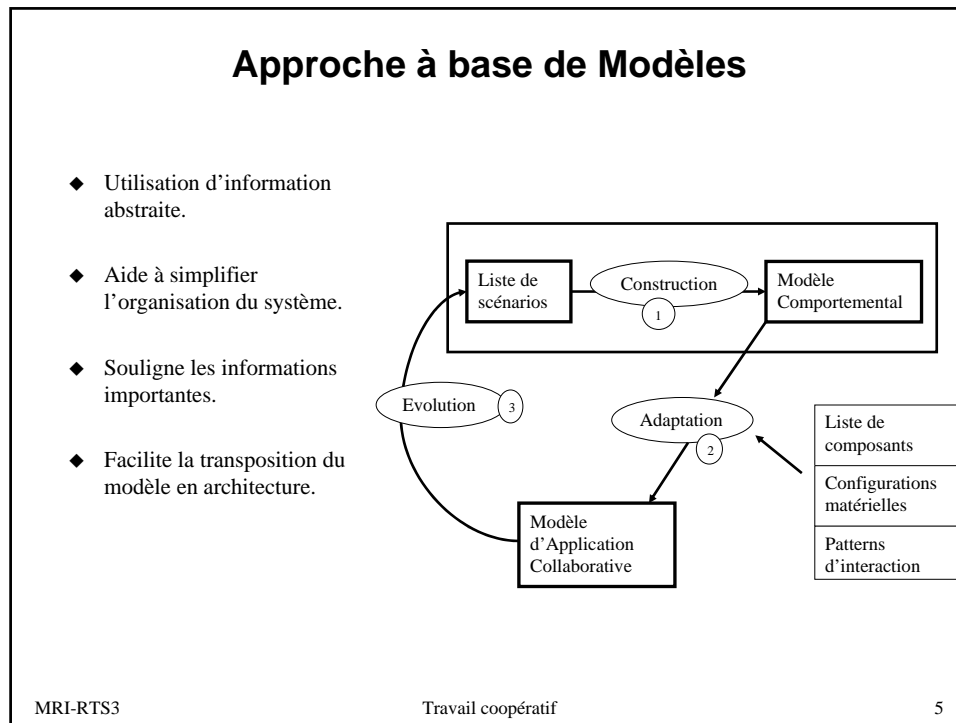 Approche à base de Modèles
◆ Utilisation d’information
abstraite.
◆ Aide à simplifier
l’organisation du système.
◆ Souligne les informations
importantes.
◆ Facilite la transposition du
modèle en architecture.
Liste de
scénarios
Construction
1
Modèle
Comportemental
Evolution
3
Adaptation
2
Liste de
composants
Configurations
matérielles
Patterns
d’interaction
Modèle
d’Application
Collaborative
MRI-RTS3
Travail coopératif
5